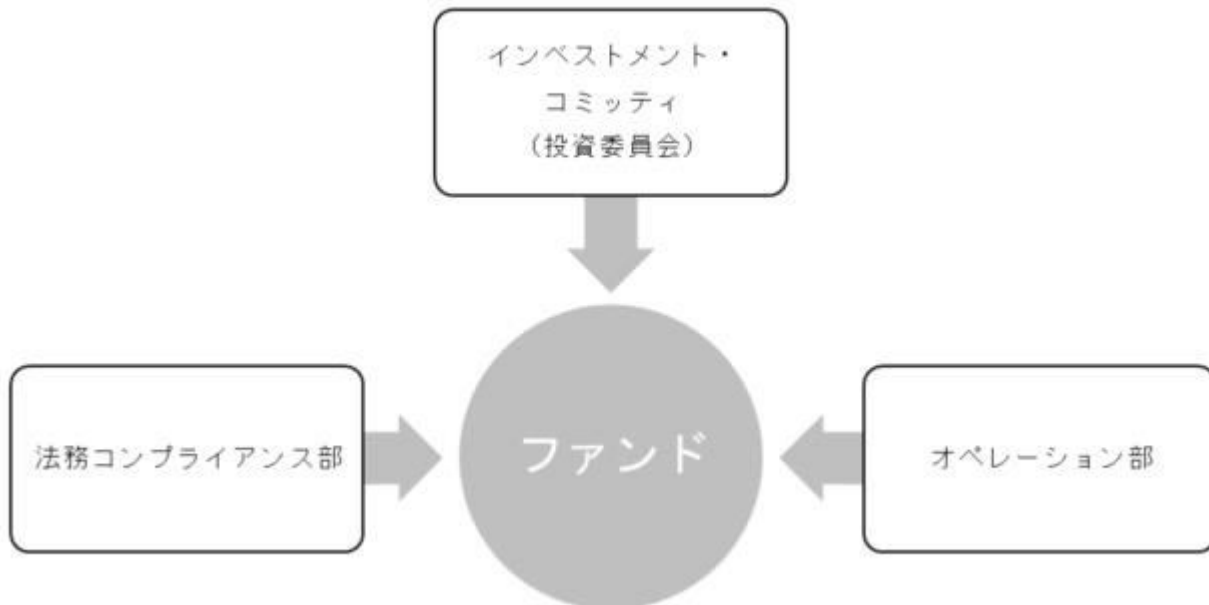 インベストメント・
コミッティ
(投資委員会)
法務コンプライアンス部
ファンド
オペレーション部